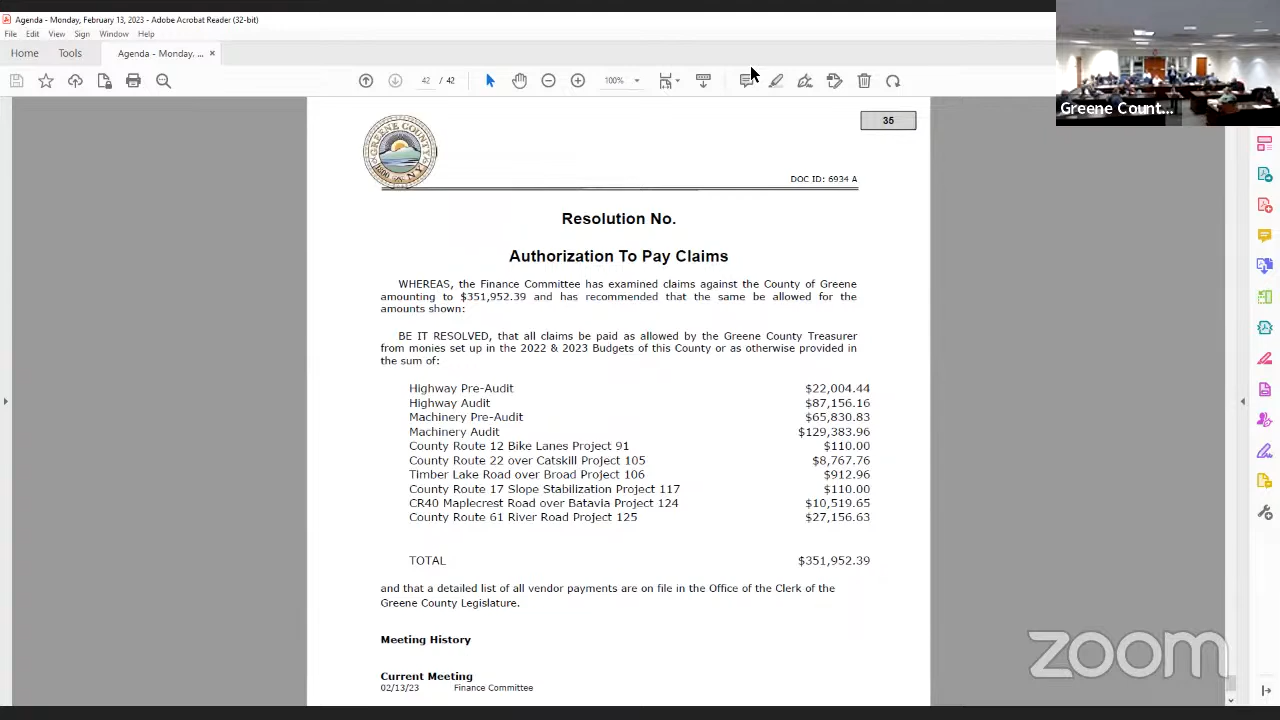 Agenda - Monday, February 13, 2023 - Adobe Acrobat Reader (32-bit)
File Edit View Sign Window Help
Home Tools Agenda - Monday, ... ×
42 / 42 100%
Greene Count...
35
GREENE COUNTY
1800 N.Y.
DOC ID: 6934 A
Resolution No.
Authorization To Pay Claims
WHEREAS, the Finance Committee has examined claims against the County of Greene
amounting to $351,952.39 and has recommended that the same be allowed for the
amounts shown:
BE IT RESOLVED, that all claims be paid as allowed by the Greene County Treasurer
from monies set up in the 2022 & 2023 Budgets of this County or as otherwise provided in
the sum of:
Highway Pre-Audit $22,004.44
Highway Audit $87,156.16
Machinery Pre-Audit $65,830.83
Machinery Audit $129,383.96
County Route 12 Bike Lanes Project 91 $110.00
County Route 22 over Catskill Project 105 $8,767.76
Timber Lake Road over Broad Project 106 $912.96
County Route 17 Slope Stabilization Project 117 $110.00
CR40 Maplecrest Road over Batavia Project 124 $10,519.65
County Route 61 River Road Project 125 $27,156.63
TOTAL $351,952.39
and that a detailed list of all vendor payments are on file in the Office of the Clerk of the
Greene County Legislature.
Meeting History
Current Meeting
02/13/23 Finance Committee
zoom